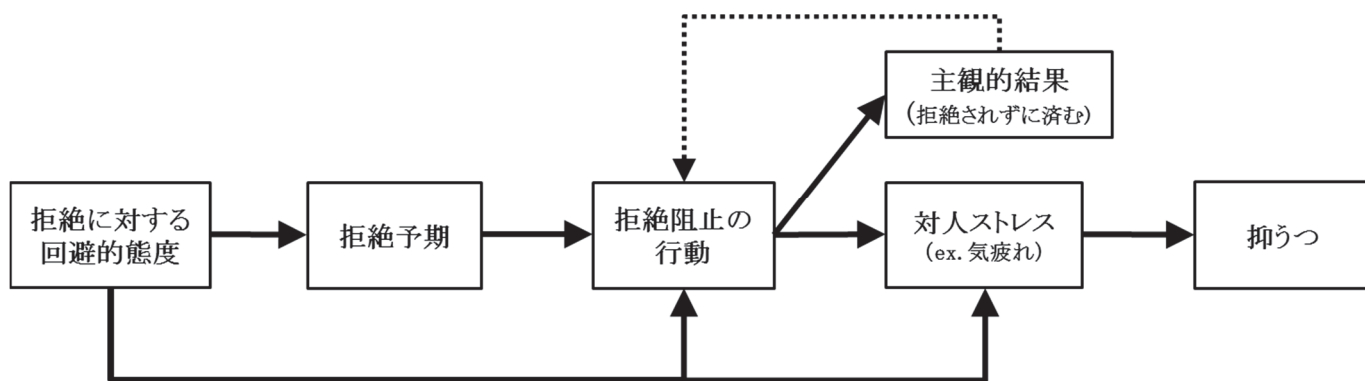 主観的結果
(拒絶されずに済む)
拒絶に対する
回避的態度
拒絶予期
拒絶阻止の
行動
対人ストレス
(ex. 気疲れ)
抑うつ